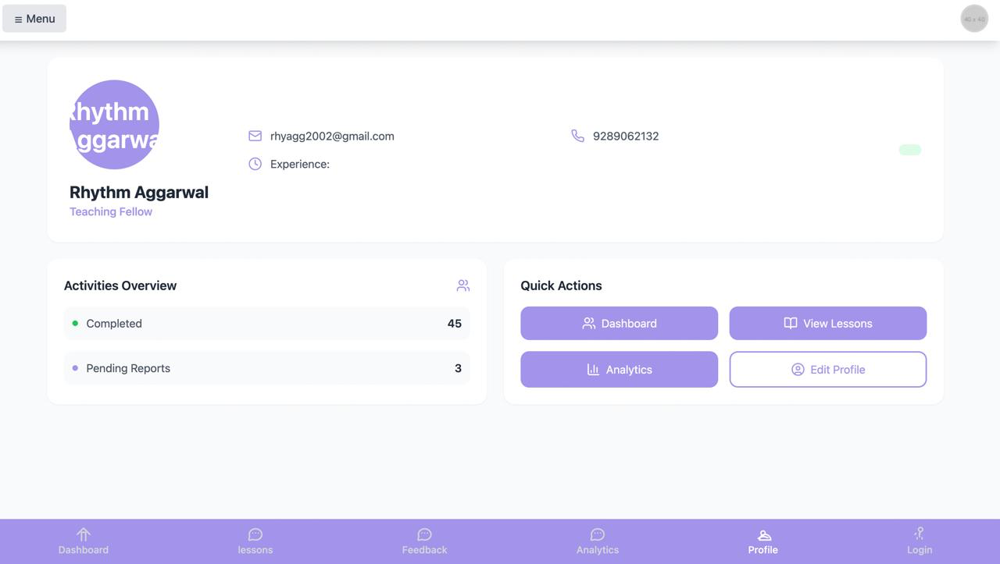 ≡ Menu
40 x 40
Rhythm
Aggarwal
rhyagg2002@gmail.com
9289062132
Experience:
Rhythm Aggarwal
Teaching Fellow
Activities Overview
Completed
45
Pending Reports
3
Quick Actions
Dashboard
View Lessons
Analytics
Edit Profile
Dashboard
lessons
Feedback
Analytics
Profile
Login